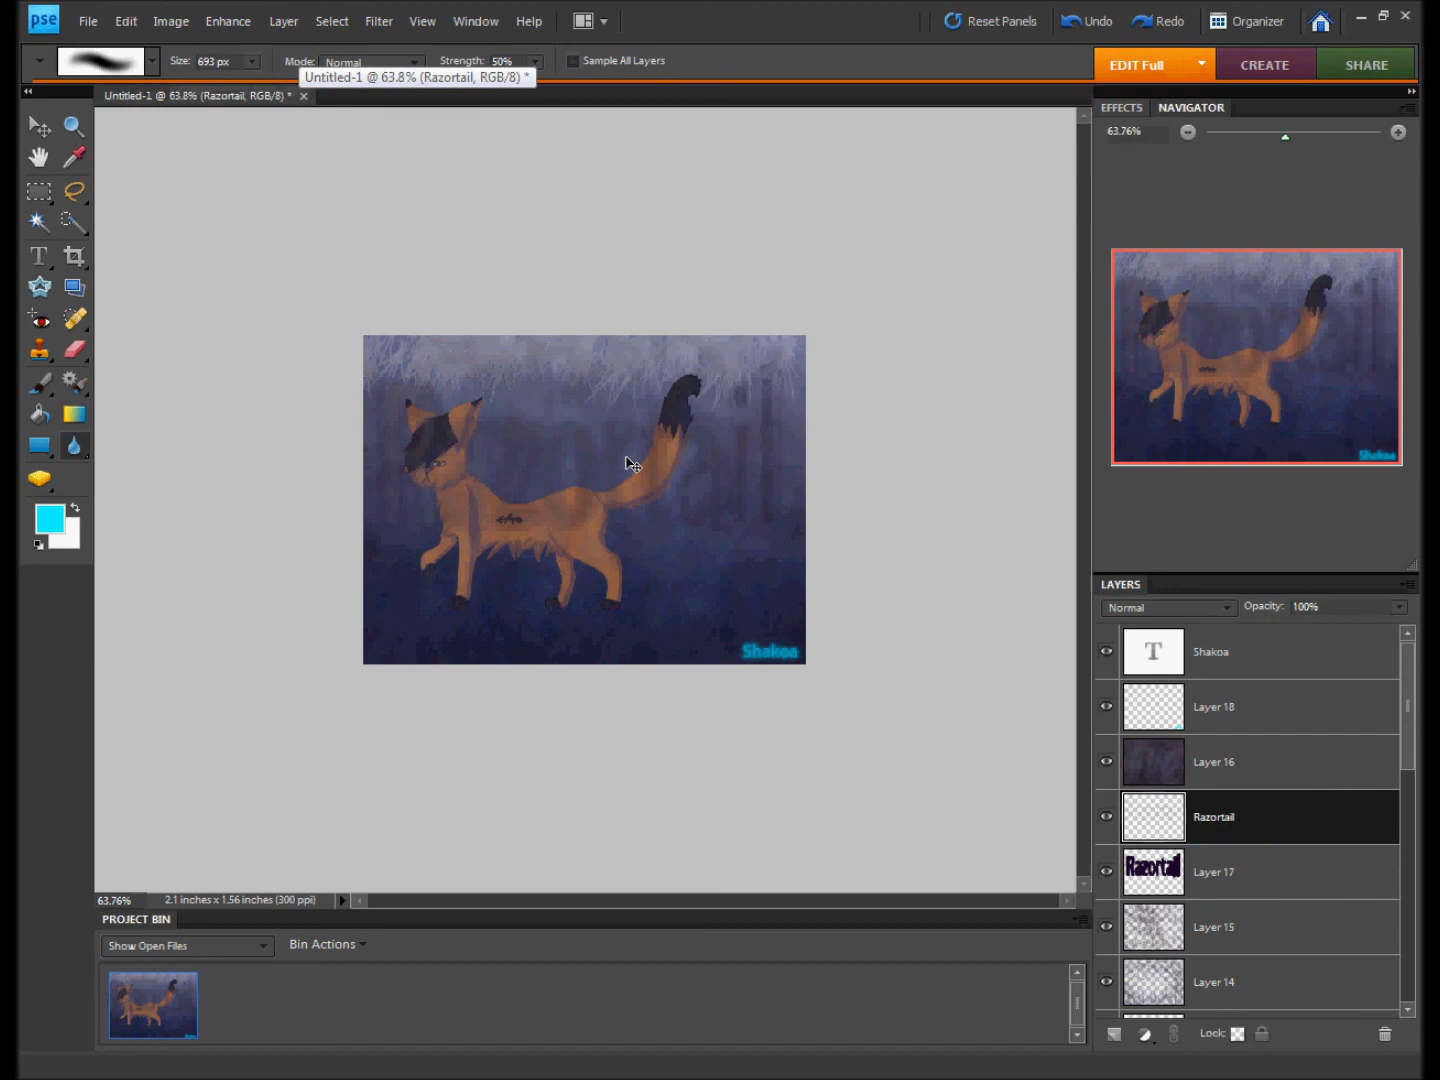 pse File Edit Image Enhance Layer Select Filter View Window Help Reset Panels Undo Redo Organizer
Size: 693 px Mode: Normal Strength: 50% Sample All Layers EDIT Full CREATE SHARE
Untitled-1 @ 63.8% (Razortail, RGB/8) *
Untitled-1 @ 63.8% (Razortail, RGB/8) *
EFFECTS NAVIGATOR
63.76%
Shakoa
Shakoa
LAYERS
Normal Opacity: 100%
T Shakoa
Layer 18
Layer 16
Razortail
Razortail Layer 17
Layer 15
Layer 14
Lock:
63.76% 2.1 inches x 1.56 inches (300 ppi)
PROJECT BIN
Show Open Files Bin Actions